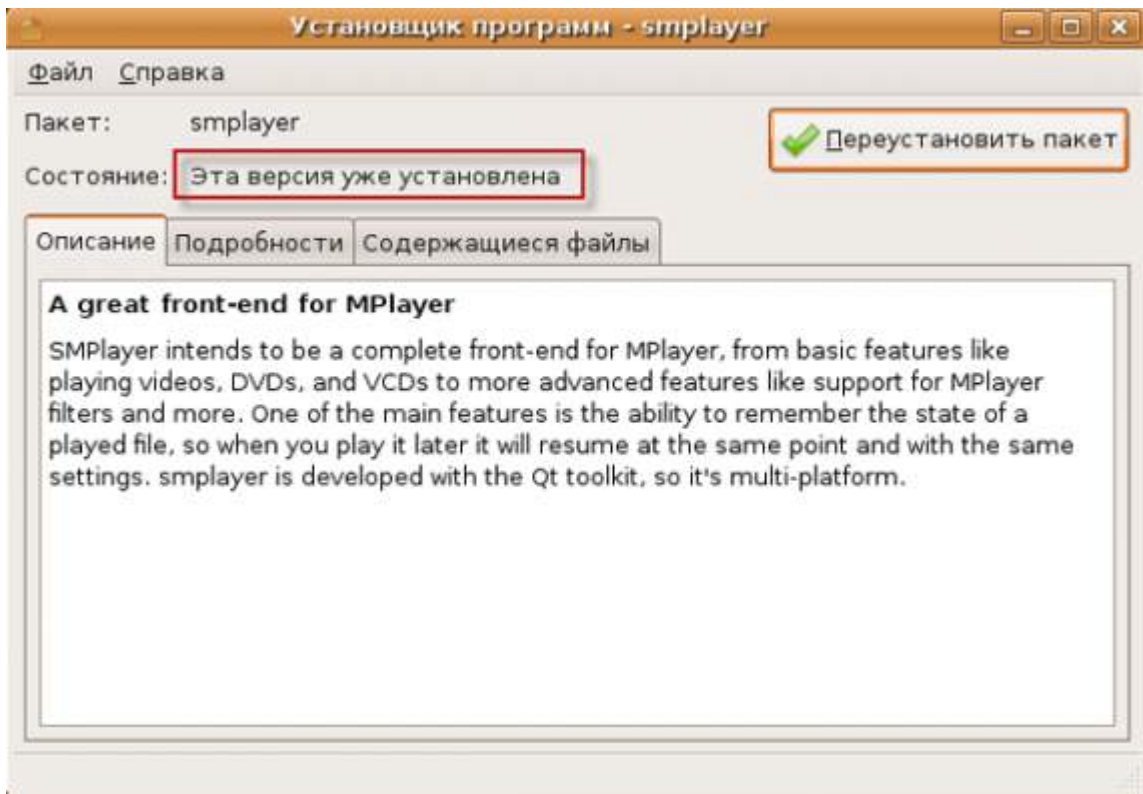 Установщик программ - smplayer
Файл Справка
Пакет: smplayer
Переустановить пакет
Состояние: Эта версия уже установлена
Описание Подробности Содержащиеся файлы
A great front-end for MPlayer
SMPlayer intends to be a complete front-end for MPlayer, from basic features like
playing videos, DVDs, and VCDs to more advanced features like support for MPlayer
filters and more. One of the main features is the ability to remember the state of a
played file, so when you play it later it will resume at the same point and with the same
settings. smplayer is developed with the Qt toolkit, so it's multi-platform.